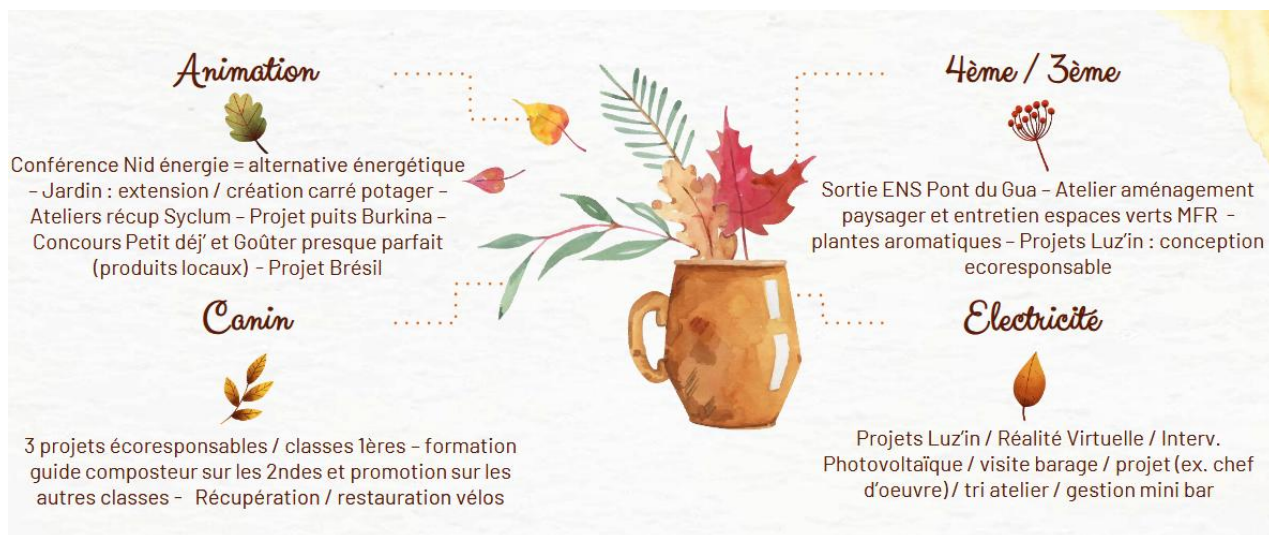 Animation
Conférence Nid énergie = alternative énergétique
– Jardin : extension / création carré potager –
Ateliers récup Syclum – Projet puits Burkina –
Concours Petit déj’ et Goûter presque parfait
(produits locaux) - Projet Brésil
4ème / 3ème
Sortie ENS Pont du Gua – Atelier aménagement
paysager et entretien espaces verts MFR -
plantes aromatiques – Projets Luz’in : conception
ecoresponsable
Canin
3 projets écoresponsables / classes 1ères – formation
guide composteur sur les 2ndes et promotion sur les
autres classes - Récupération / restauration vélos
Electricité
Projets Luz’in / Réalité Virtuelle / Interv.
Photovoltaïque / visite barage / projet (ex. chef
d’oeuvre) / tri atelier / gestion mini bar